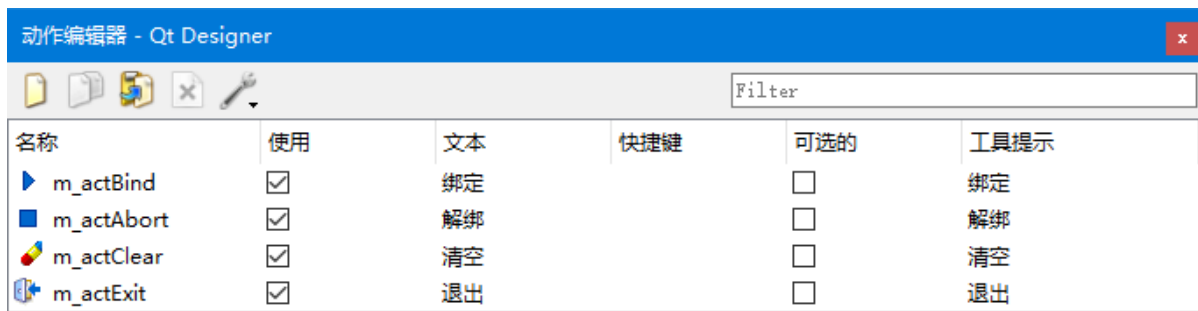 动作编辑器 - Qt Designer
x
Filter
名称 使用 文本 快捷键 可选的 工具提示
m_actBind 绑定 绑定
m_actAbort 解绑 解绑
m_actClear 清空 清空
m_actExit 退出 退出